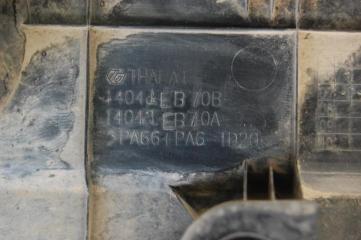 THAI AT
14041 EB70B
14041 EB70A
>PA66+PA6 TD20